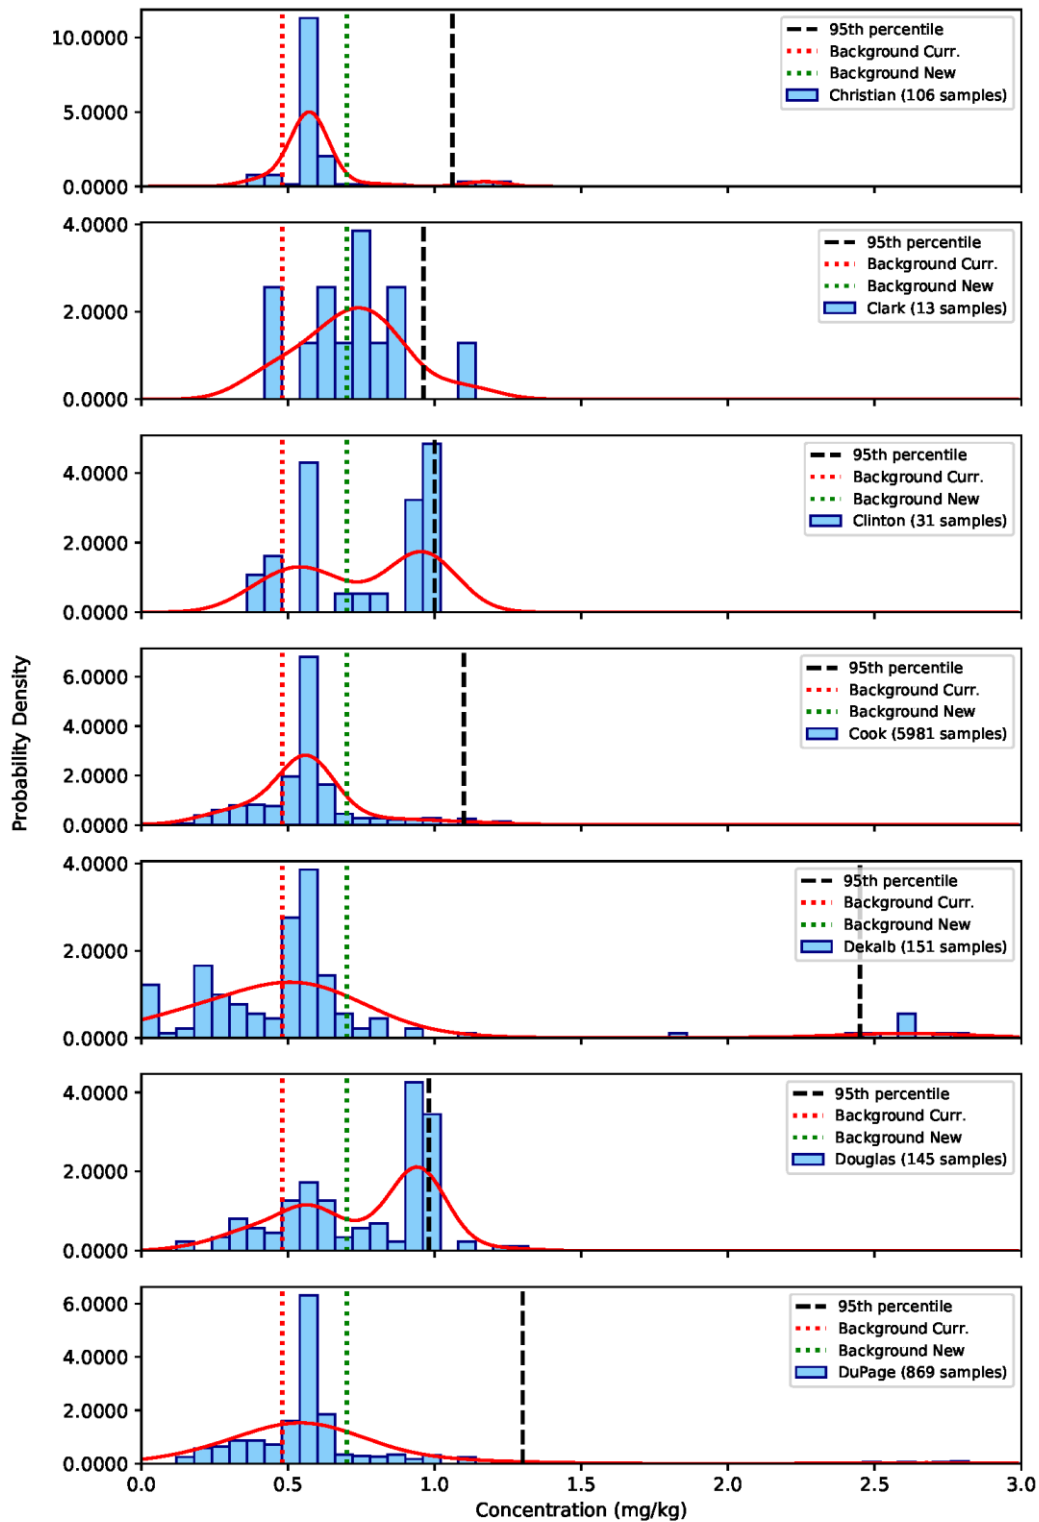 10.0000
5.0000
0.0000
95th percentile
Background Curr.
Background New
Christian (106 samples)
4.0000
2.0000
0.0000
95th percentile
Background Curr.
Background New
Clark (13 samples)
4.0000
2.0000
0.0000
95th percentile
Background Curr.
Background New
Clinton (31 samples)
Probability Density
6.0000
4.0000
2.0000
0.0000
95th percentile
Background Curr.
Background New
Cook (5981 samples)
4.0000
2.0000
0.0000
95th percentile
Background Curr.
Background New
Dekalb (151 samples)
4.0000
2.0000
0.0000
95th percentile
Background Curr.
Background New
Douglas (145 samples)
6.0000
4.0000
2.0000
0.0000
95th percentile
Background Curr.
Background New
DuPage (869 samples)
0.0 0.5 1.0 1.5 2.0 2.5 3.0
Concentration (mg/kg)